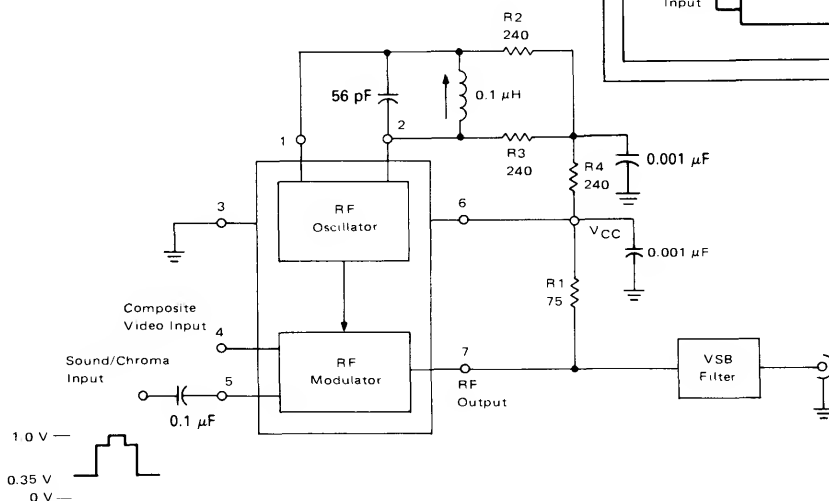 Input
R2
240
56 pF
0.1 µH
1
2
R3
240
0.001 µF
R4
240
3
RF
Oscillator
6
VCC
0.001 µF
R1
75
Composite
Video Input
4
Sound/Chroma
Input
5
0.1 µF
RF
Modulator
7
RF
Output
VSB
Filter
1.0 V
0.35 V
0 V